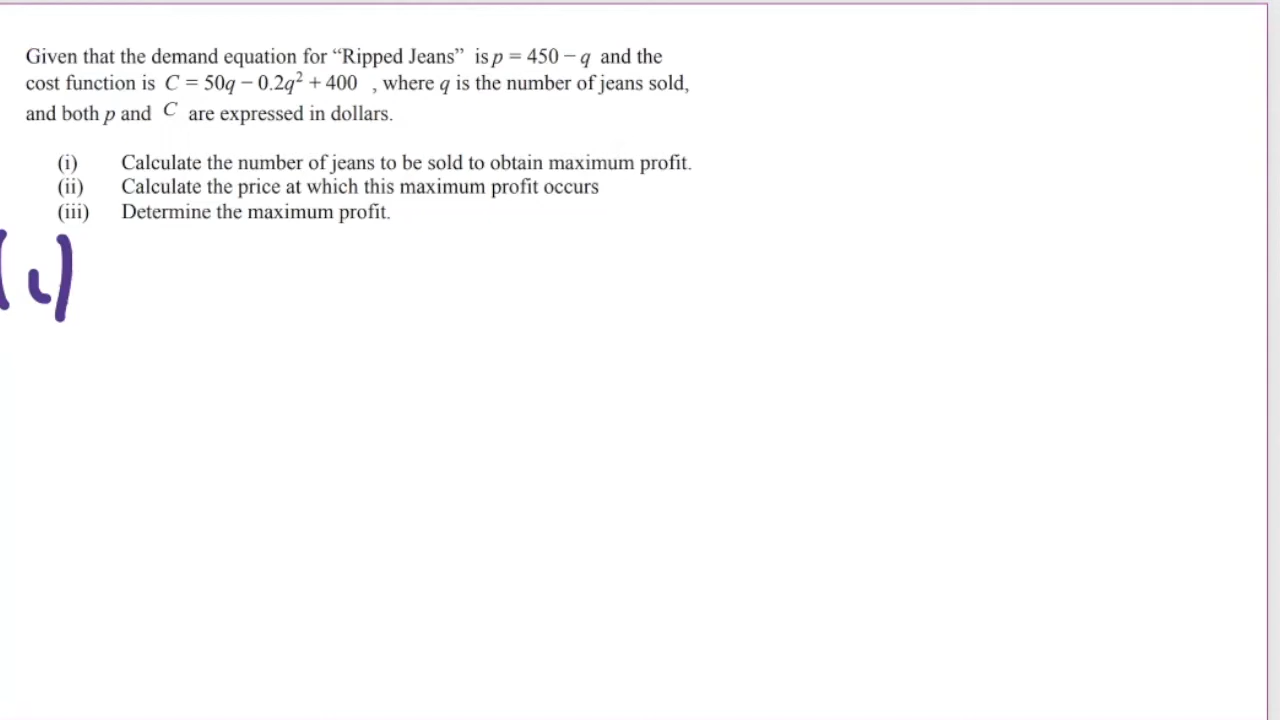 Given that the demand equation for “Ripped Jeans” is p = 450 – q and the
cost function is C = 50q – 0.2q² + 400 , where q is the number of jeans sold,
and both p and C are expressed in dollars.
(i) Calculate the number of jeans to be sold to obtain maximum profit.
(ii) Calculate the price at which this maximum profit occurs
(iii) Determine the maximum profit.
(i)